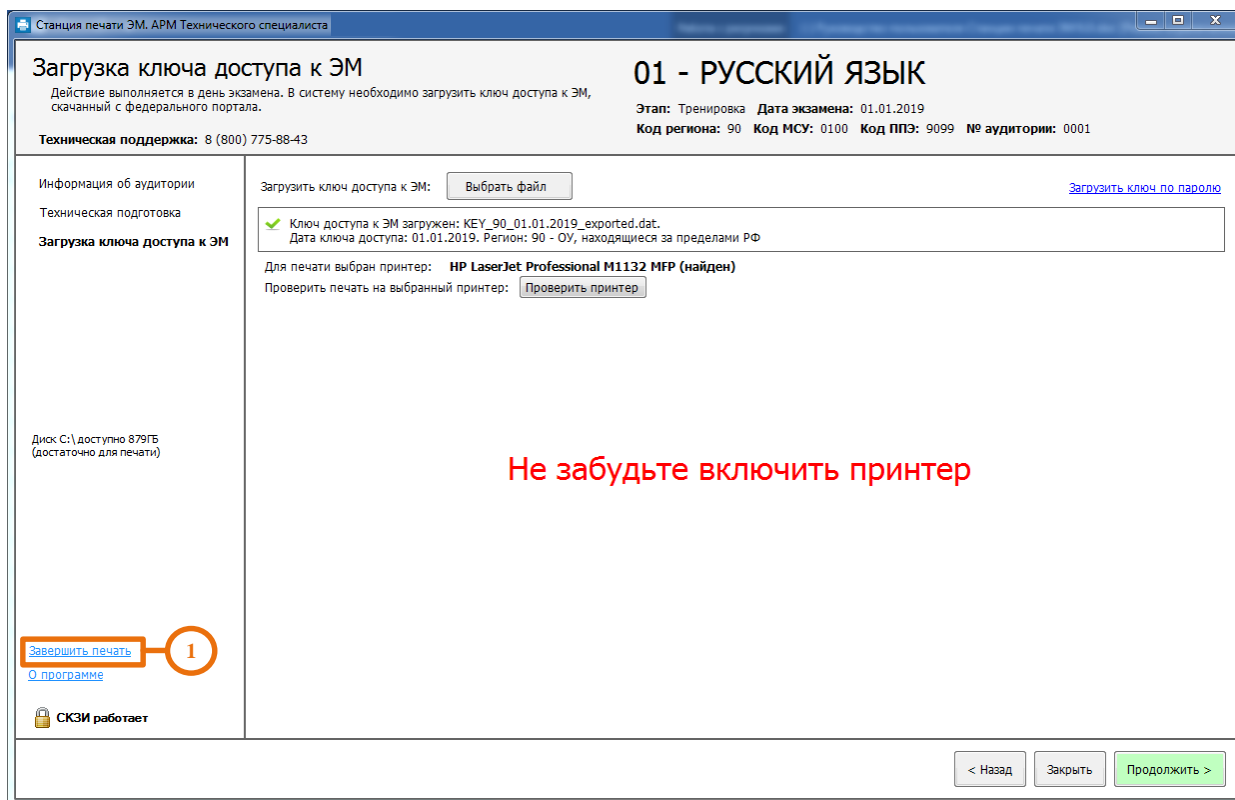 Станция печати ЭМ. АРМ Технического специалиста
Загрузка ключа доступа к ЭМ
Действие выполняется в день экзамена. В систему необходимо загрузить ключ доступа к ЭМ,
скачанный с федерального портала.
Техническая поддержка: 8 (800) 775-88-43
01 - РУССКИЙ ЯЗЫК
Этап: Тренировка Дата экзамена: 01.01.2019
Код региона: 90 Код МСУ: 0100 Код ППЭ: 9099 № аудитории: 0001
Информация об аудитории
Техническая подготовка
Загрузка ключа доступа к ЭМ
Загрузить ключ доступа к ЭМ: Выбрать файл Загрузить ключ по паролю
Ключ доступа к ЭМ загружен: KEY_90_01.01.2019_exported.dat.
Дата ключа доступа: 01.01.2019. Регион: 90 - ОУ, находящиеся за пределами РФ
Для печати выбран принтер: HP LaserJet Professional M1132 MFP (найден)
Проверить печать на выбранный принтер: Проверить принтер
Диск C:\ доступно 879ГБ
(достаточно для печати)
Не забудьте включить принтер
Завершить печать 1
О программе
СКЗИ работает
< Назад Закрыть Продолжить >